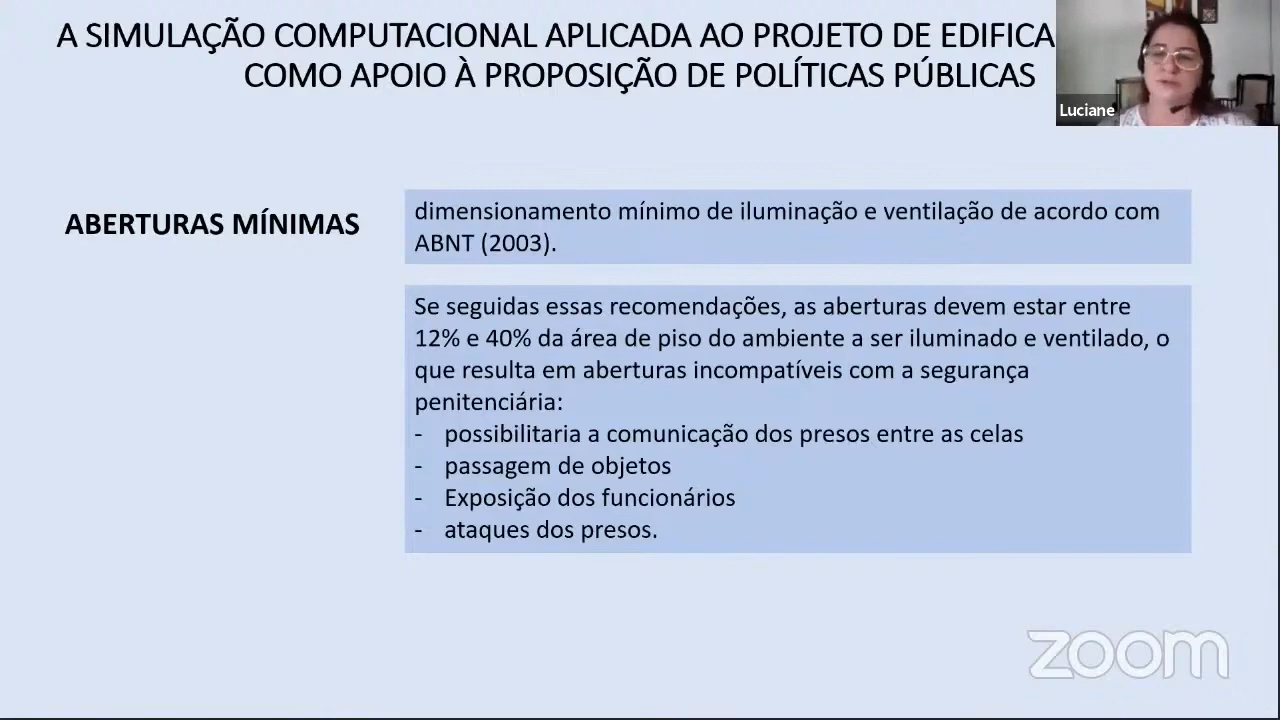 A SIMULAÇÃO COMPUTACIONAL APLICADA AO PROJETO DE EDIFICA
COMO APOIO À PROPOSIÇÃO DE POLÍTICAS PÚBLICAS
Luciane
ABERTURAS MÍNIMAS
dimensionamento mínimo de iluminação e ventilação de acordo com
ABNT (2003).
Se seguidas essas recomendações, as aberturas devem estar entre
12% e 40% da área de piso do ambiente a ser iluminado e ventilado, o
que resulta em aberturas incompatíveis com a segurança
penitenciária:
- possibilitaria a comunicação dos presos entre as celas
- passagem de objetos
- Exposição dos funcionários
- ataques dos presos.
zoom